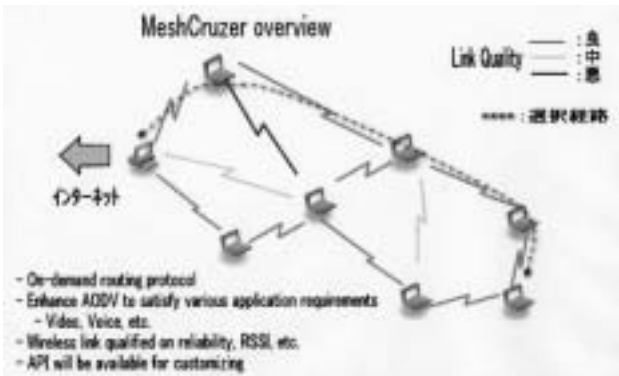 MeshCruzer overview
Link Quality
: 良
: 中
: 悪
: 選択経路
インターネット
- On-demand routing protocol
- Enhance AODV to satisfy various application requirements
- Video, Voice, etc.
- Wireless link qualified on reliability, RSSI, etc.
- API will be available for customizing